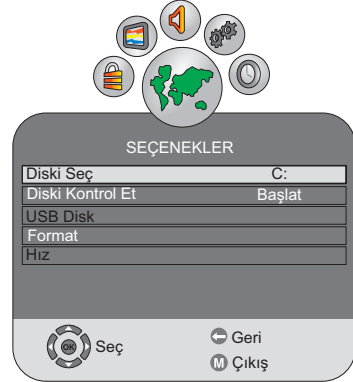 SEÇENEKLER
Diski Seç C:
Diski Kontrol Et Başlat
USB Disk
Format
Hız
OK Seç
Geri
M Çıkış